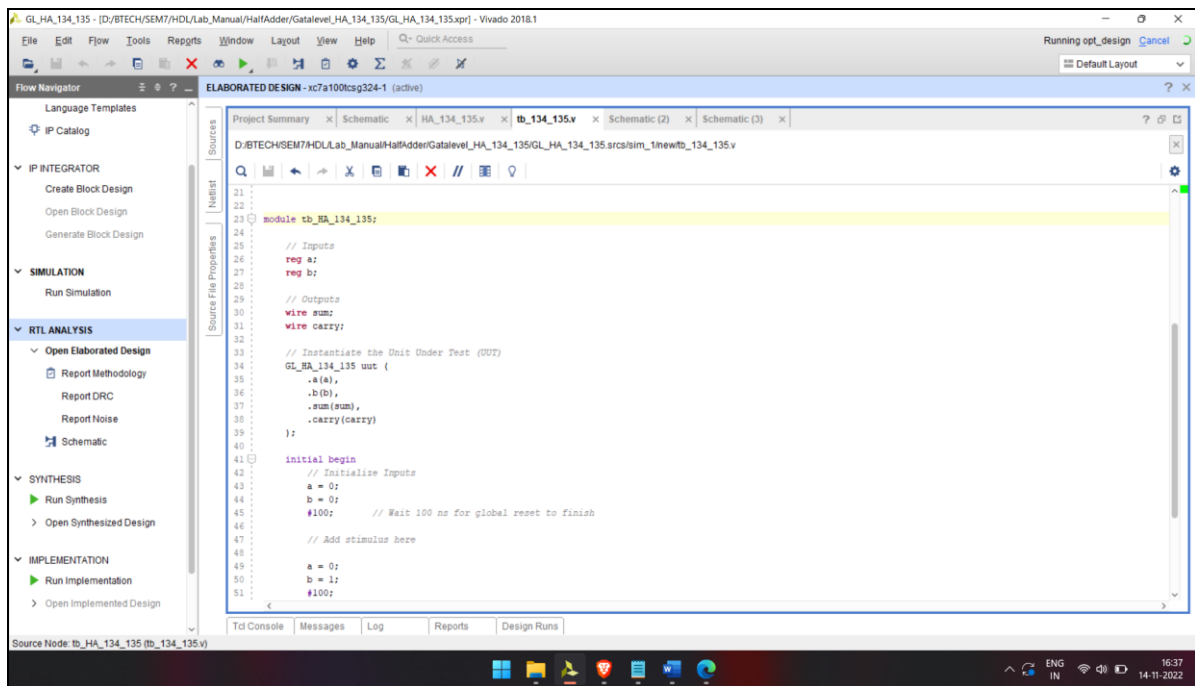 GL_HA_134_135 - [D:/BTECH/SEM7/HDL/Lab_Manual/HalfAdder/Gatalevel_HA_134_135/GL_HA_134_135.xpr] - Vivado 2018.1
File Edit Flow Tools Reports Window Layout View Help Quick Access
Running opt_design Cancel
Default Layout
Flow Navigator
Language Templates
IP Catalog
IP INTEGRATOR
Create Block Design
Open Block Design
Generate Block Design
SIMULATION
Run Simulation
RTL ANALYSIS
Open Elaborated Design
Report Methodology
Report DRC
Report Noise
Schematic
SYNTHESIS
Run Synthesis
Open Synthesized Design
IMPLEMENTATION
Run Implementation
Open Implemented Design
ELABORATED DESIGN - xc7a100tcsg324-1 (active)
Sources
Netlist
Source File Properties
Project Summary Schematic HA_134_135.v tb_134_135.v Schematic (2) Schematic (3)
D:/BTECH/SEM7/HDL/Lab_Manual/HalfAdder/Gatalevel_HA_134_135/GL_HA_134_135.srcs/sim_1/new/tb_134_135.v
21
22
23 module tb_HA_134_135;
24
25 // Inputs
26 reg a;
27 reg b;
28
29 // Outputs
30 wire sum;
31 wire carry;
32
33 // Instantiate the Unit Under Test (UUT)
34 GL_HA_134_135 uut (
35 .a(a),
36 .b(b),
37 .sum(sum),
38 .carry(carry)
39 );
40
41 initial begin
42 // Initialize Inputs
43 a = 0;
44 b = 0;
45 #100; // Wait 100 ns for global reset to finish
46
47 // Add stimulus here
48
49 a = 0;
50 b = 1;
51 #100;
Tcl Console Messages Log Reports Design Runs
Source Node: tb_HA_134_135 (tb_134_135.v)
ENG
IN
16:37
14-11-2022